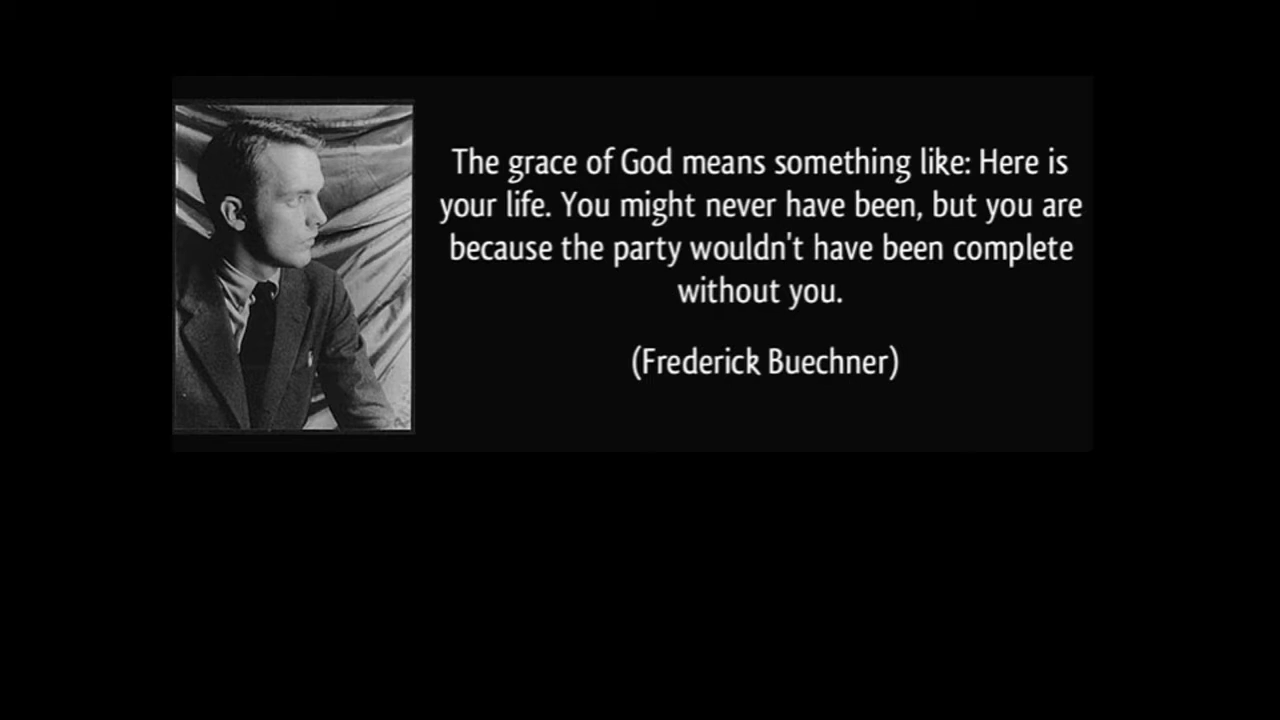 The grace of God means something like: Here is
your life. You might never have been, but you are
because the party wouldn't have been complete
without you.
(Frederick Buechner)